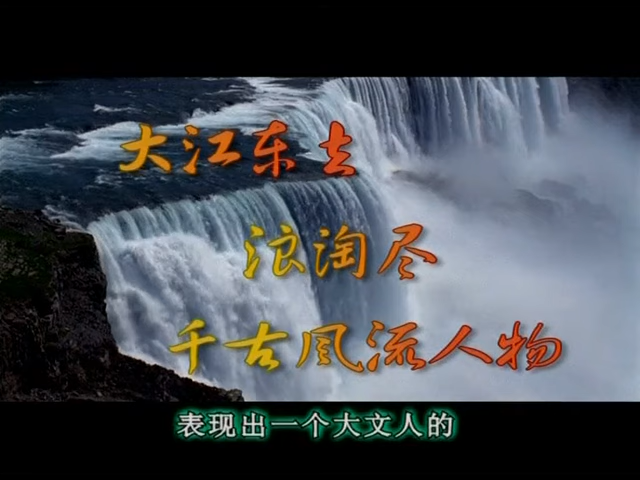 大江东去
浪淘尽
千古风流人物
表现出一个大文人的